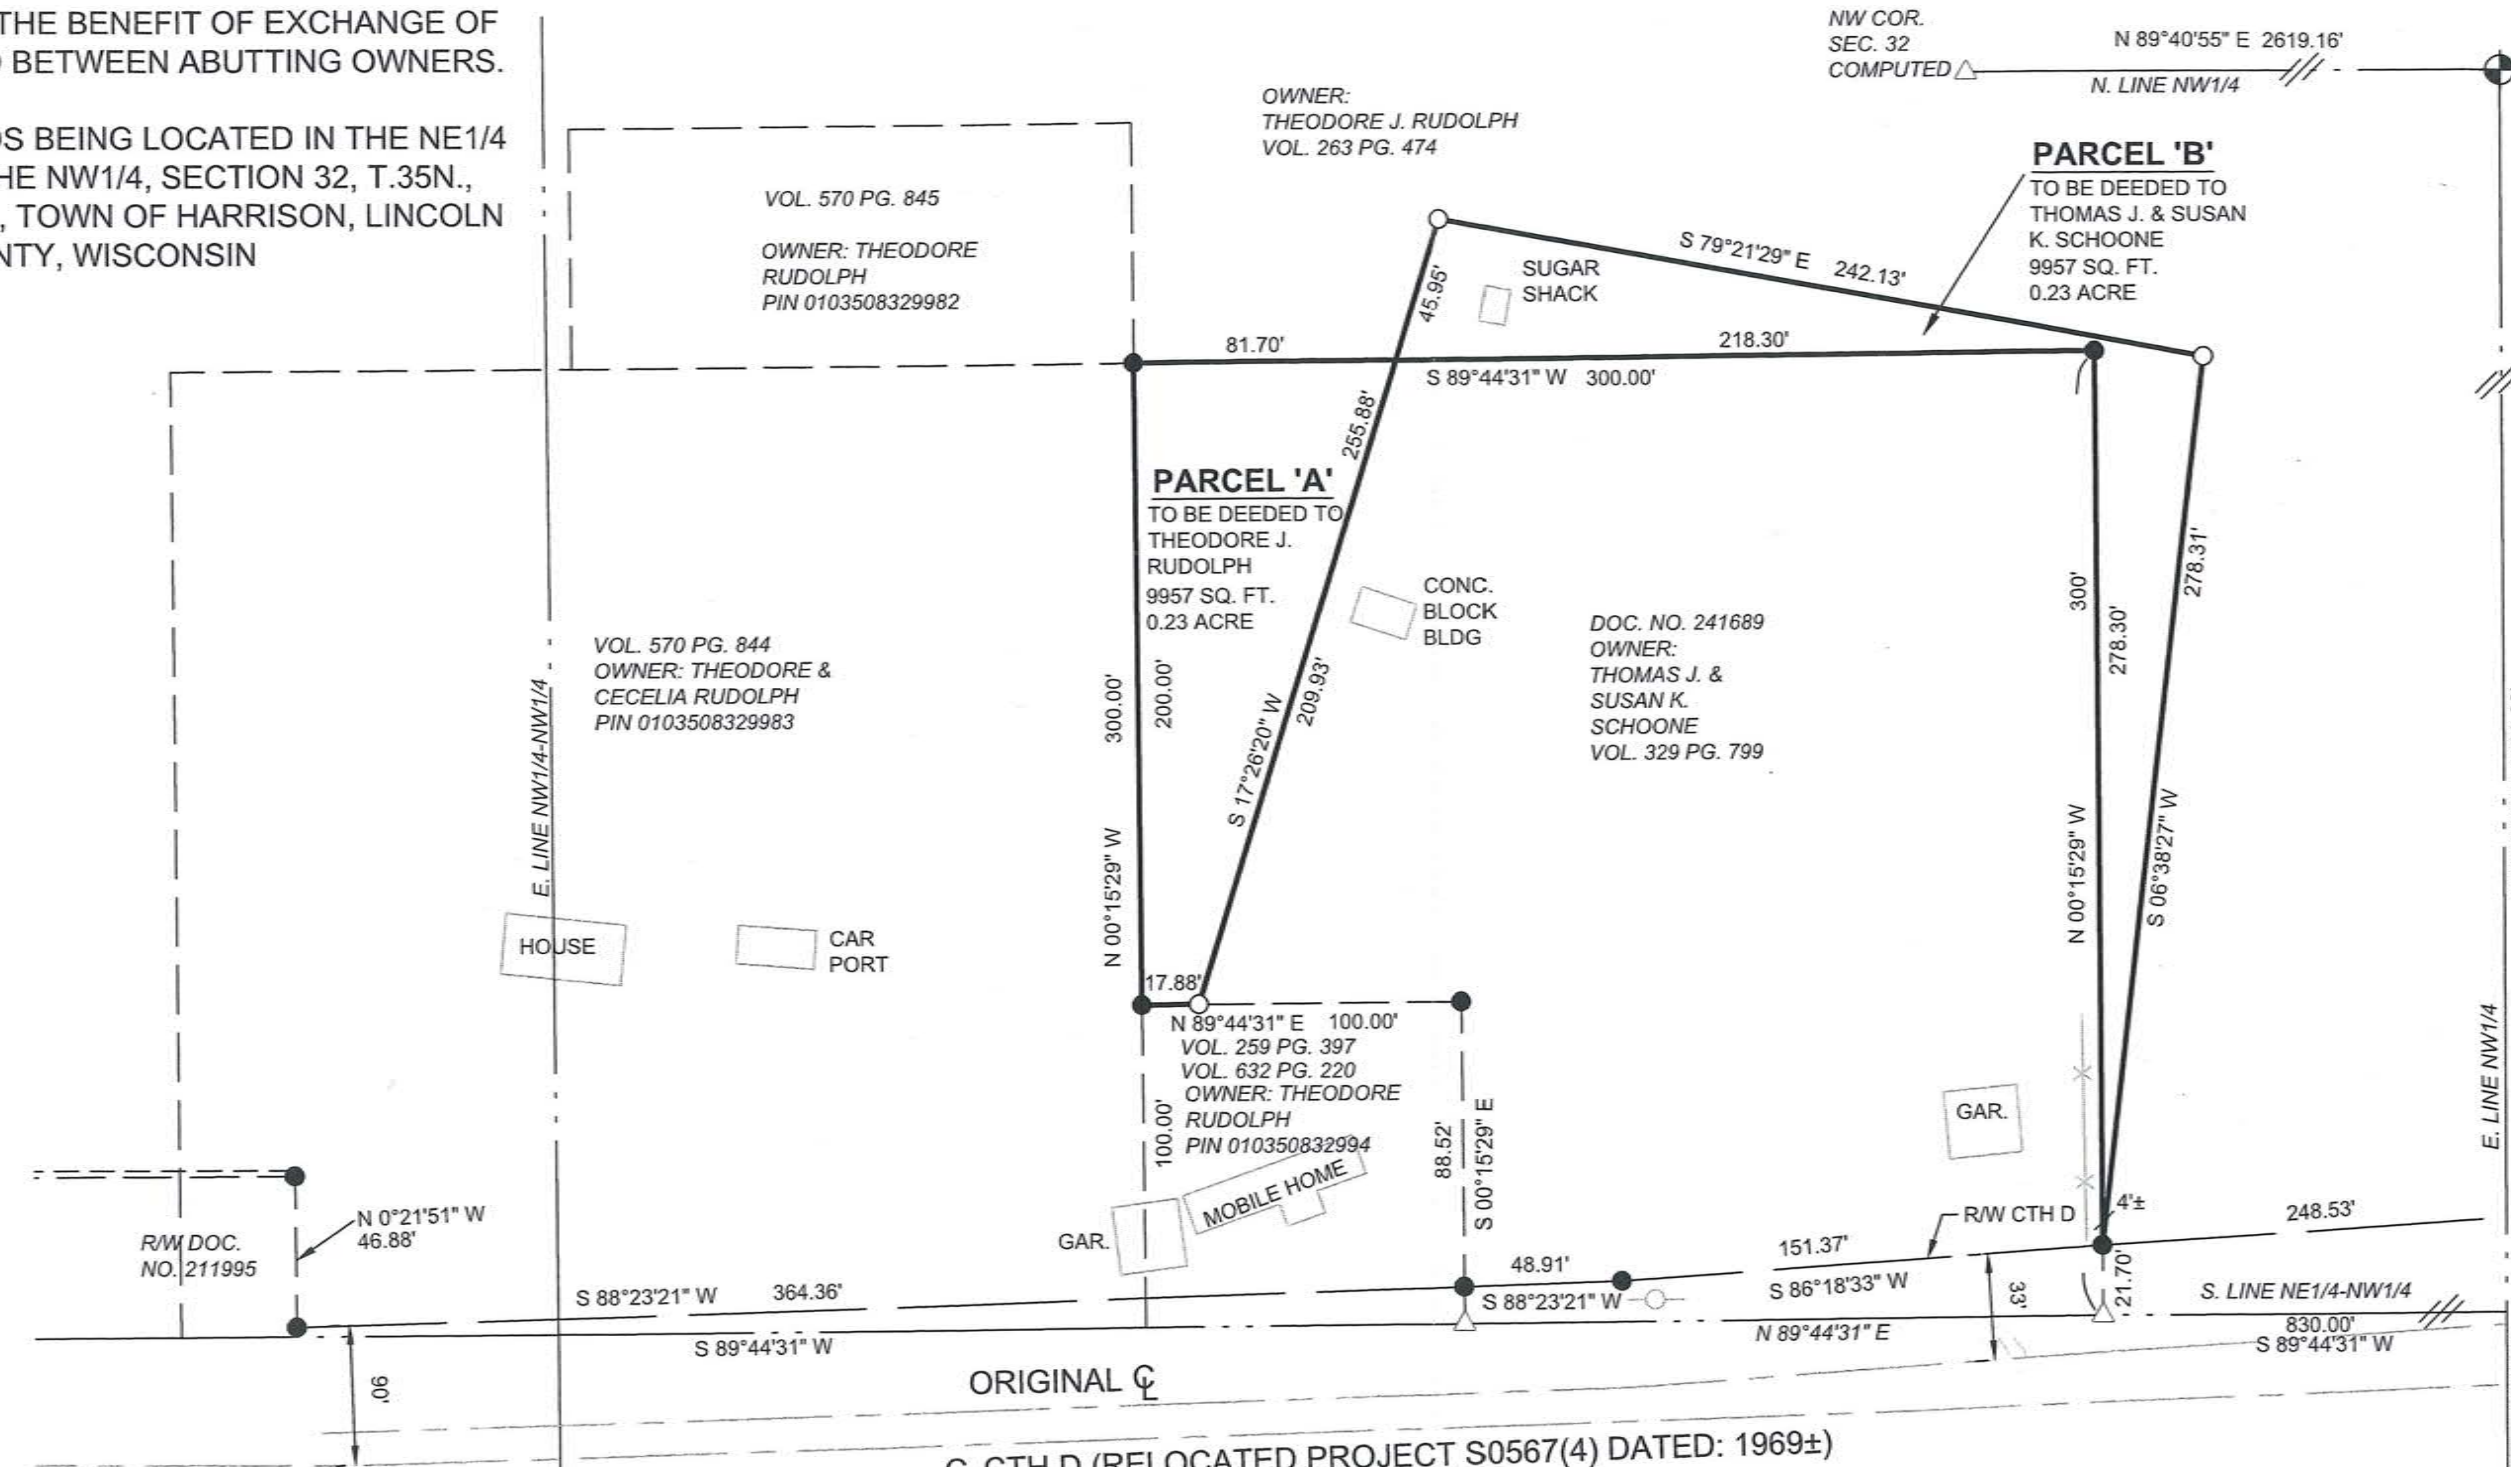 THE BENEFIT OF EXCHANGE OF
BETWEEN ABUTTING OWNERS.
BEING LOCATED IN THE NE1/4
NW1/4, SECTION 32, T.35N.,
TOWN OF HARRISON, LINCOLN
WISCONSIN
NW COR.
SEC. 32
COMPUTED
N 89°40'55" E 2619.16'
N. LINE NW1/4
OWNER:
THEODORE J. RUDOLPH
VOL. 263 PG. 474
PARCEL 'B'
TO BE DEEDED TO
THOMAS J. & SUSAN
K. SCHOONE
9957 SQ. FT.
0.23 ACRE
VOL. 570 PG. 845
OWNER: THEODORE
RUDOLPH
PIN 0103508329982
S 79°21'29" E 242.13'
45.95'
SUGAR
SHACK
81.70'
218.30'
S 89°44'31" W 300.00'
255.88'
PARCEL 'A'
TO BE DEEDED TO
THEODORE J.
RUDOLPH
9957 SQ. FT.
0.23 ACRE
CONC.
BLOCK
BLDG
DOC. NO. 241689
OWNER:
THOMAS J. &
SUSAN K.
SCHOONE
VOL. 329 PG. 799
300'
278.30'
278.31'
VOL. 570 PG. 844
OWNER: THEODORE &
CECELIA RUDOLPH
PIN 0103508329983
E. LINE NW1/4-NW1/4
300.00'
200.00'
209.93'
S 17°26'20" W
N 00°15'29" W
N 00°15'29" W
S 06°38'27" W
HOUSE
CAR
PORT
17.88'
N 89°44'31" E 100.00'
VOL. 259 PG. 397
VOL. 632 PG. 220
OWNER: THEODORE
RUDOLPH
PIN 010350832994
100.00'
88.52'
S 00°15'29" E
MOBILE HOME
GAR.
GAR.
E. LINE NW1/4
N 0°21'51" W
46.88'
R/W DOC.
NO. 211995
R/W CTH D
4'±
248.53'
48.91'
151.37'
S 88°23'21" W 364.36'
S 88°23'21" W
S 86°18'33" W
33'
21.70'
S. LINE NE1/4-NW1/4
S 89°44'31" W
N 89°44'31" E
830.00'
S 89°44'31" W
90'
ORIGINAL ℄
CTH D (RELOCATED PROJECT S0567(4) DATED: 1969±)